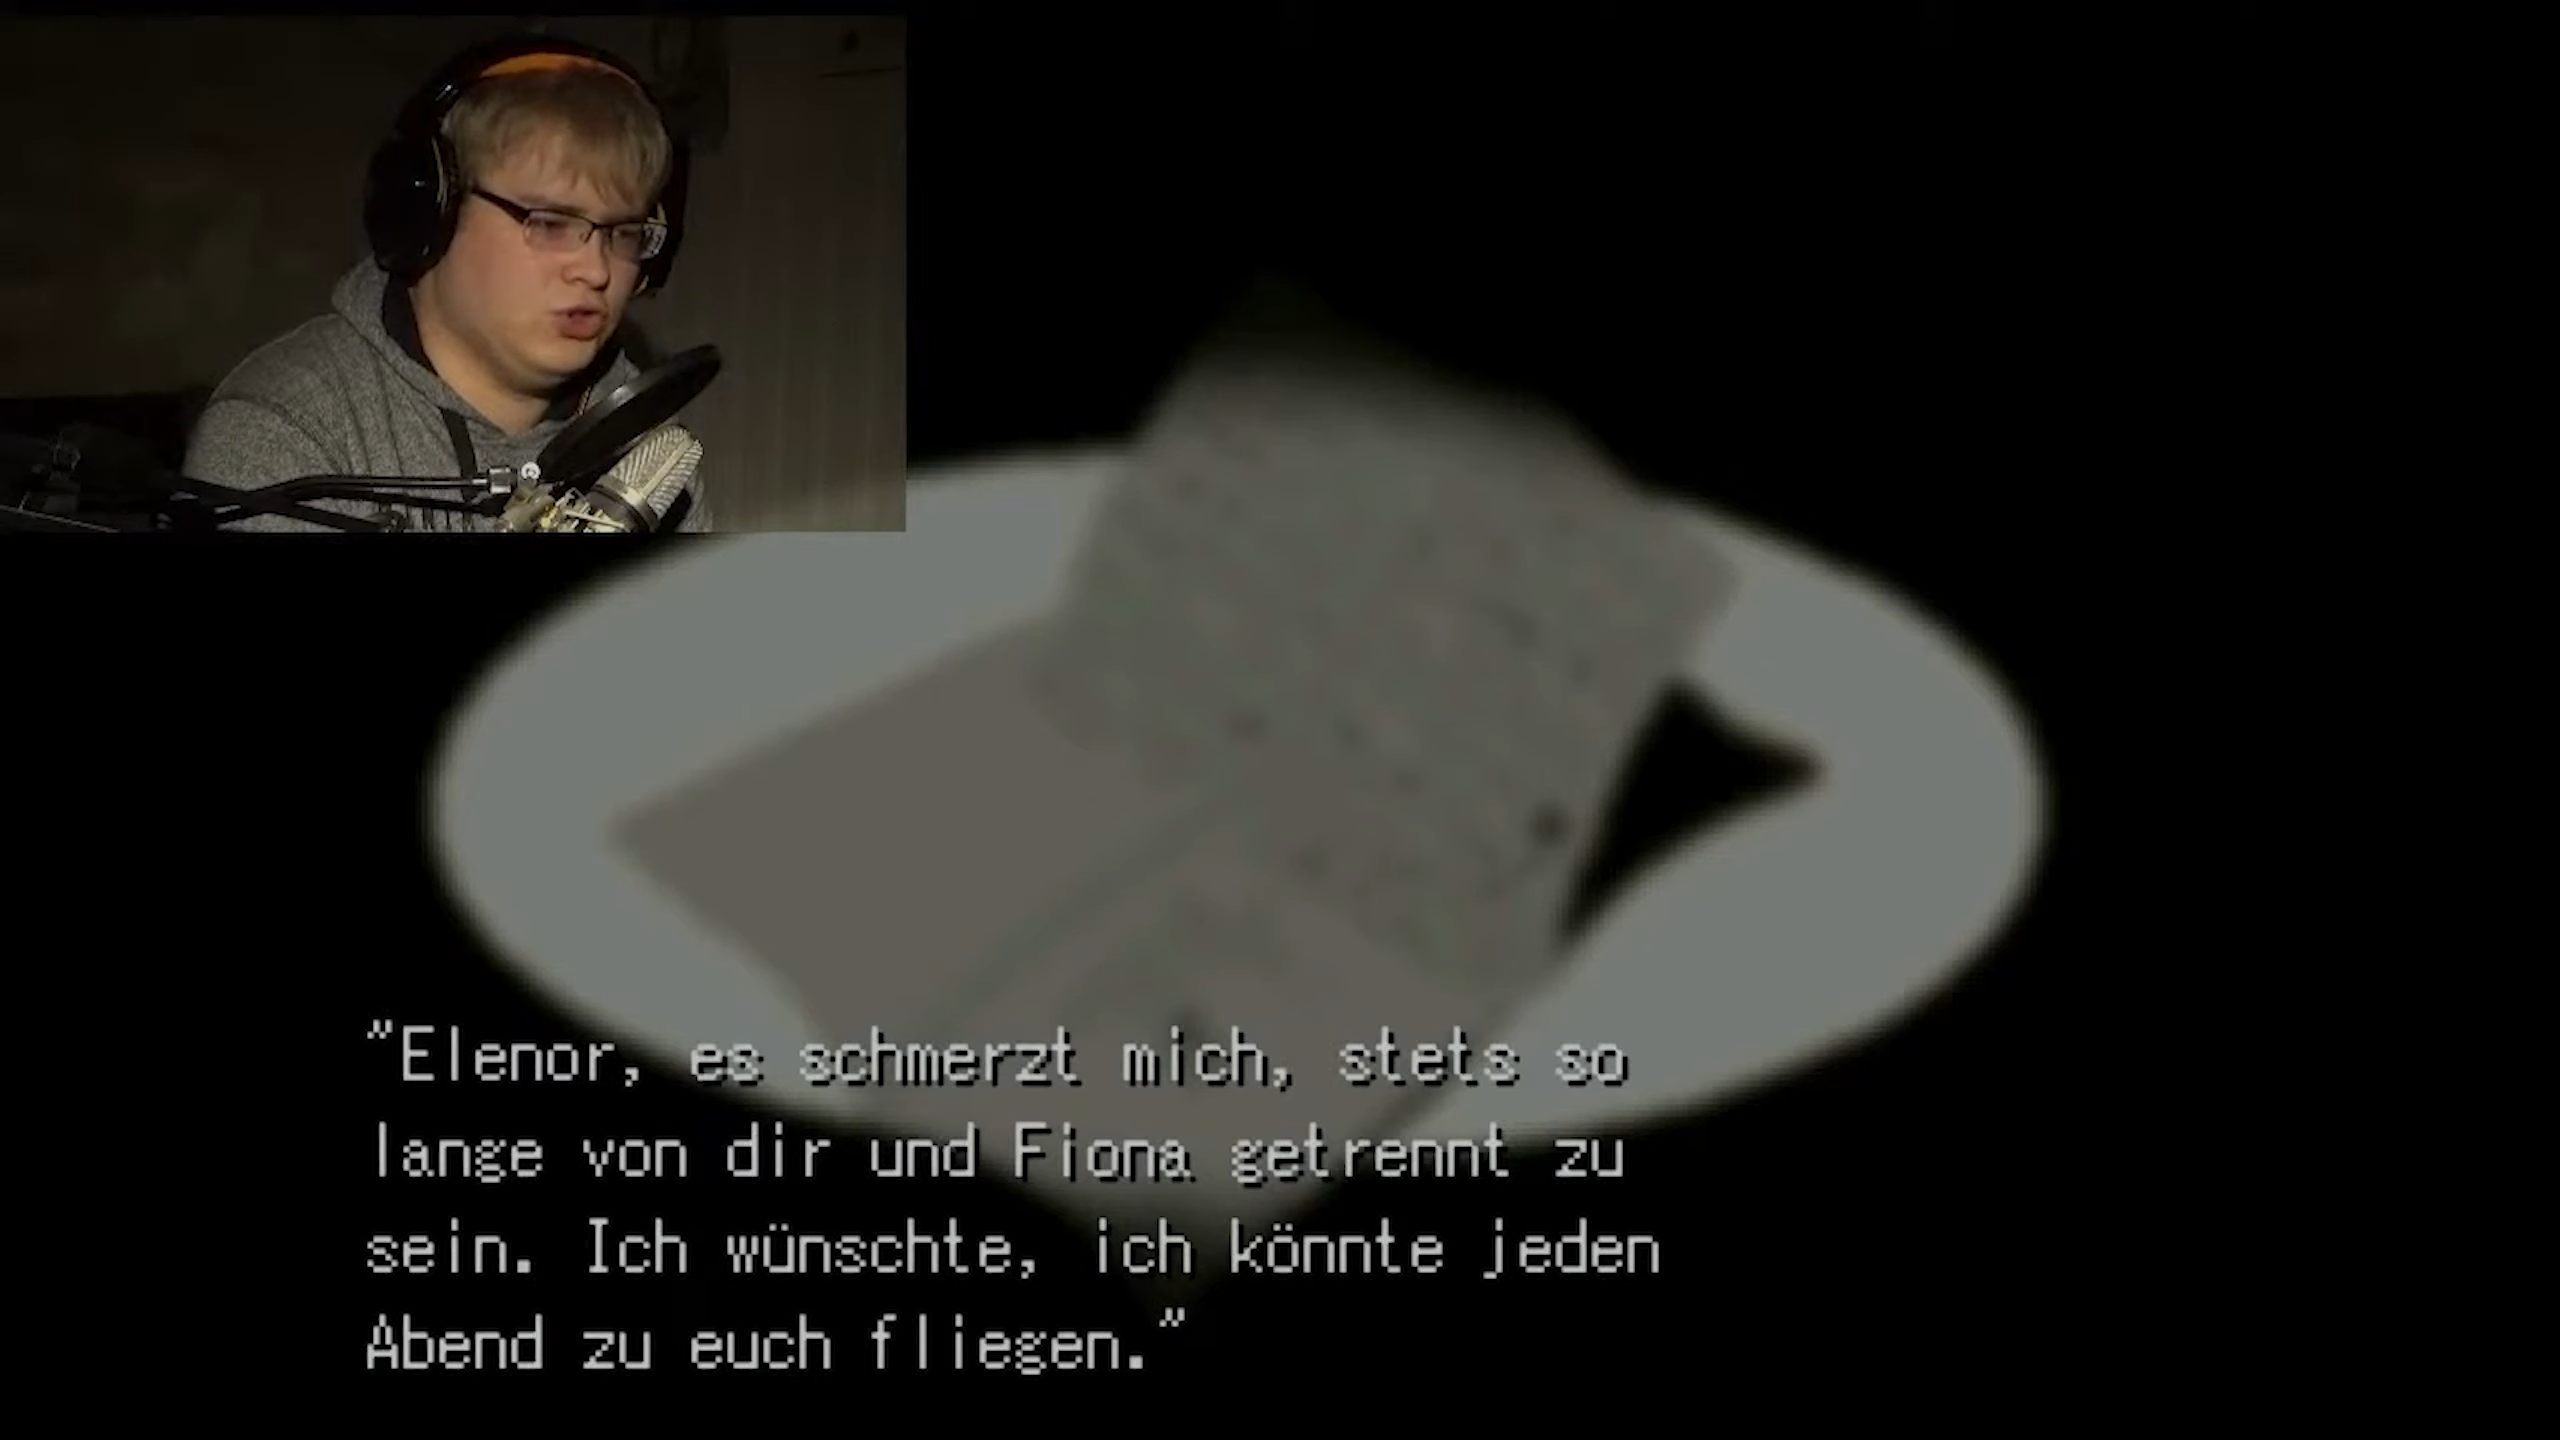 "Elenor, es schmerzt mich, stets so
lange von dir und Fiona getrennt zu
sein. Ich wünschte, ich könnte jeden
Abend zu euch fliegen."